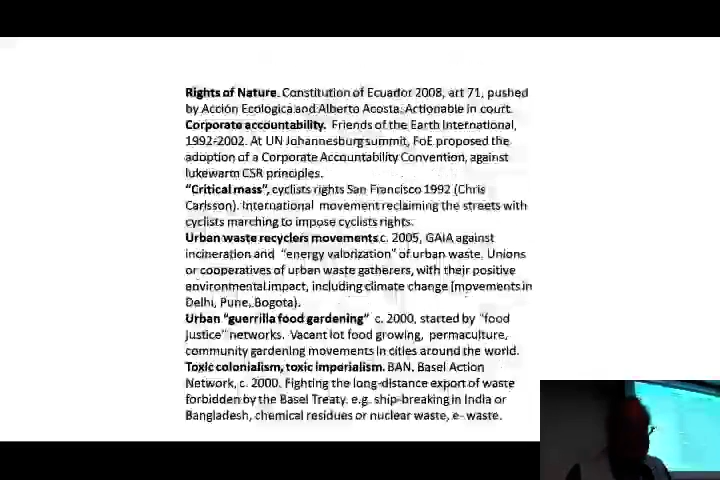 Rights of Nature. Constitution of Ecuador 2008, art 71, pushed
by Acción Ecologica and Alberto Acosta. Actionable in court.
Corporate accountability. Friends of the Earth International,
1992-2002. At UN Johannesburg summit, FoE proposed the
adoption of a Corporate Accountability Convention, against
lukewarm CSR principles.
“Critical mass”, cyclists rights San Francisco 1992 (Chris
Carlsson). International movement reclaiming the streets with
cyclists marching to impose cyclists rights.
Urban waste recyclers movements c. 2005, GAIA against
incineration and “energy valorization” of urban waste. Unions
or cooperatives of urban waste gatherers, with their positive
environmental impact, including climate change (movements in
Delhi, Pune, Bogota).
Urban “guerrilla food gardening” c. 2000, started by “food
justice” networks. Vacant lot food growing, permaculture,
community gardening movements in cities around the world.
Toxic colonialism, toxic imperialism. BAN. Basel Action
Network, c. 2000. Fighting the long-distance export of waste
forbidden by the Basel Treaty. e.g. ship-breaking in India or
Bangladesh, chemical residues or nuclear waste, e- waste.